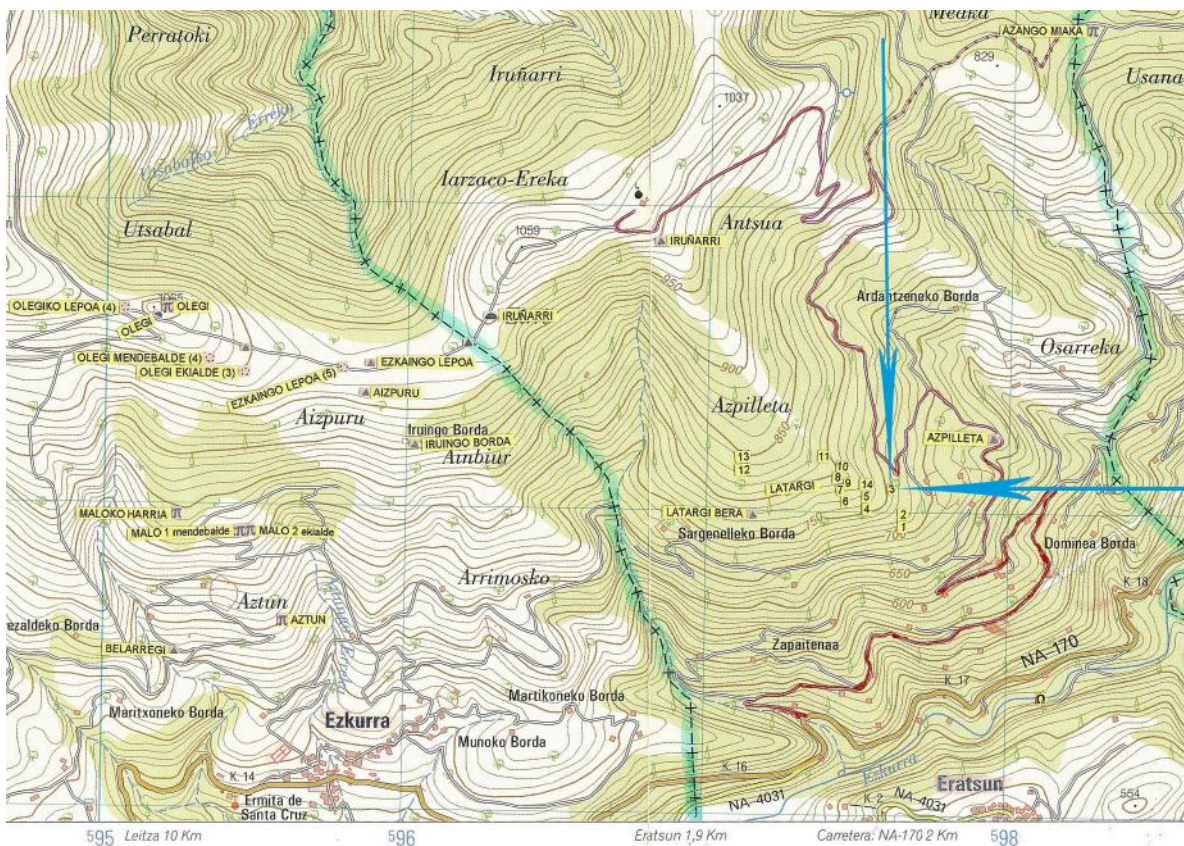 Perratoki
Meaka
AZANGO MIAKA
829
Iruñarri
1037
Usana
Erreka
Utsabalko
Iarzaco-Ereka
Utsabal
Antsua
1059
IRUÑARRI
950
OLEGIKO LEPOA (4)
1065
OLEGI
OLEGI
Ardantzeneko Borda
IRUÑARRI
OLEGI MENDEBALDE (4)
OLEGI EKIALDE (3)
EZKAINGO LEPOA (5)
EZKAINGO LEPOA
Osarreka
900
AIZPURU
Aizpuru
Azpilleta
850
Iruingo Borda
IRUINGO BORDA
Ainbiur
AZPILLETA
13
12
11
10
8
9
14
3
LATARGI
7
5
6
4
MALOKO HARRIA
LATARGI BERA
750
2
1
MALO 1 mendebalde
MALO 2 ekialde
Sargenelleko Borda
700
Dominea Borda
650
Arrimosko
K. 18
Aztun
600
AZTUN
Erreka
ezaldeko Borda
BELARREGI
Zapaitenaa
NA-170
K. 17
Maritxoneko Borda
Martikoneko Borda
Ezkurra
Munoko Borda
K. 14
K. 16
Ezkurra
Eratsun
Ermita de
Santa Cruz
NA-4031
K. 2
NA-4031
554
595
Leitza 10 Km
596
Eratsun 1,9 Km
Carretera: NA-170 2 Km
598